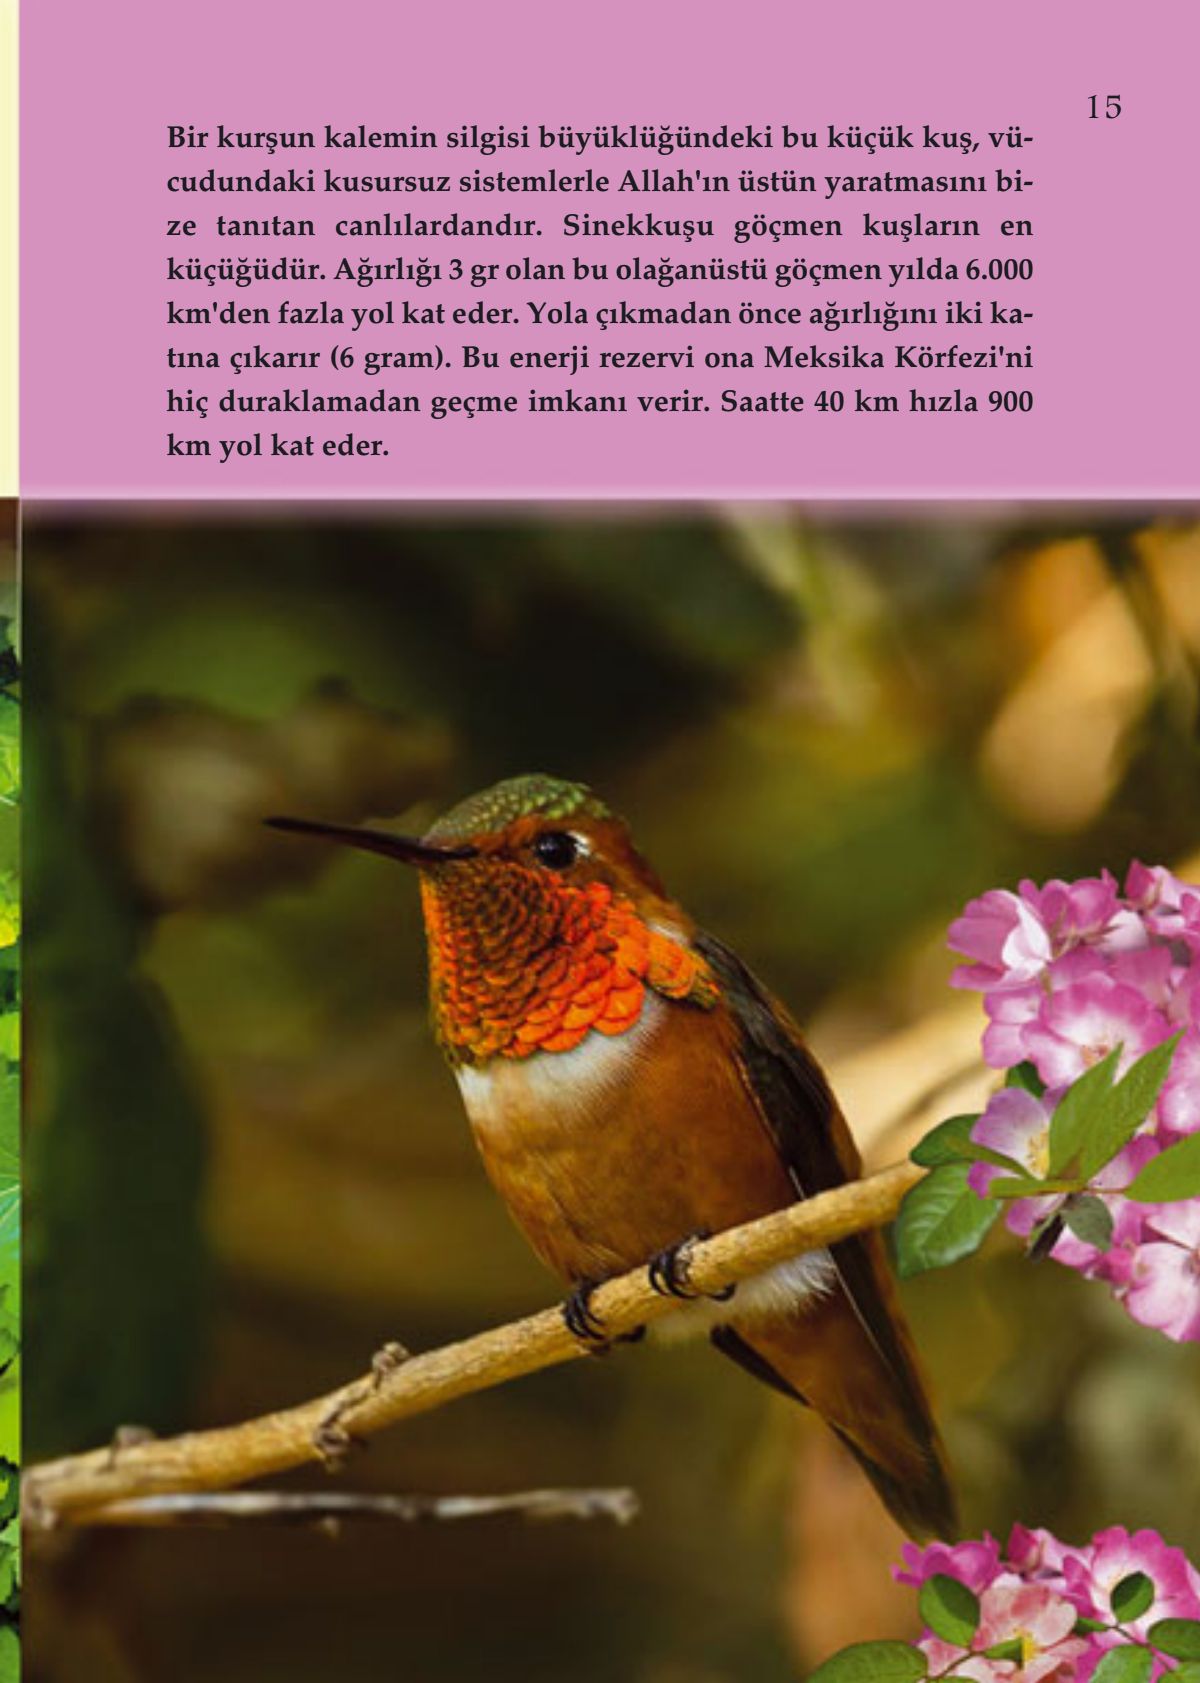 15
Bir kurşun kalemin silgisi büyüklüğündeki bu küçük kuş, vü-
cudundaki kusursuz sistemlerle Allah'ın üstün yaratmasını bi-
ze tanıtan canlılardandır. Sinekkuşu göçmen kuşların en
küçüğüdür. Ağırlığı 3 gr olan bu olağanüstü göçmen yılda 6.000
km'den fazla yol kat eder. Yola çıkmadan önce ağırlığını iki ka-
tına çıkarır (6 gram). Bu enerji rezervi ona Meksika Körfezi'ni
hiç duraklamadan geçme imkanı verir. Saatte 40 km hızla 900
km yol kat eder.